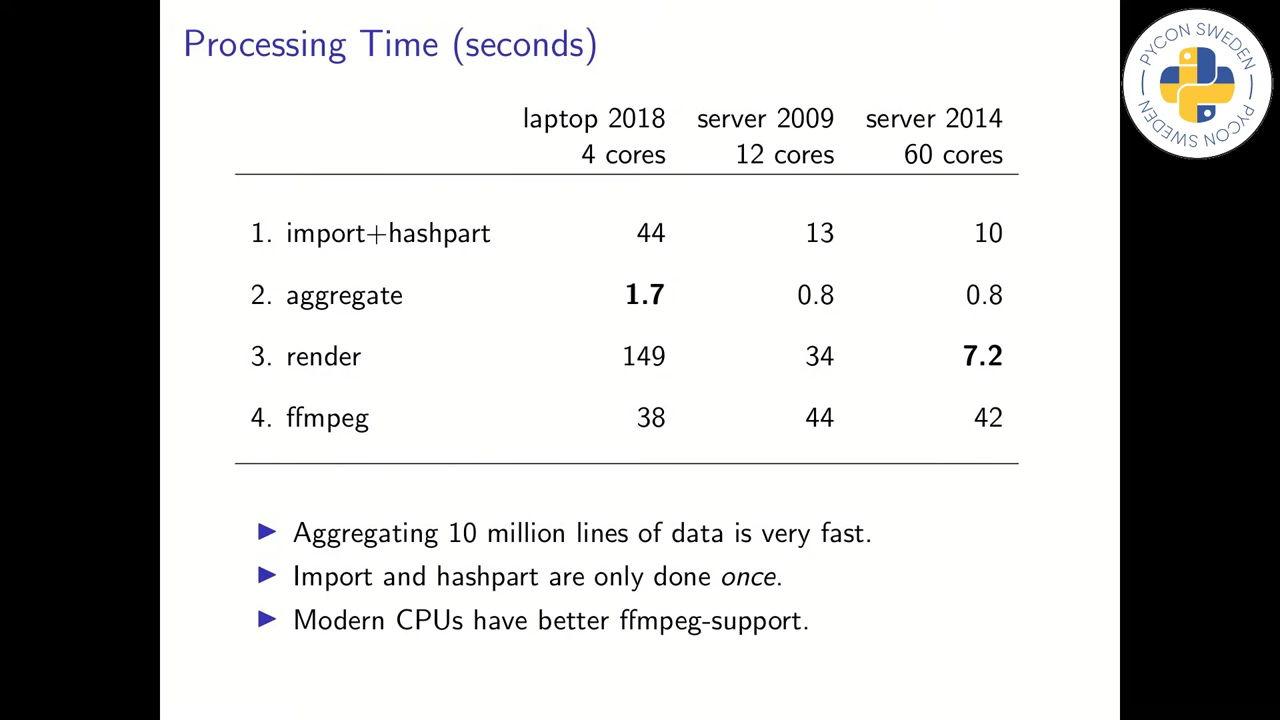 Processing Time (seconds)
laptop 2018 server 2009 server 2014
4 cores 12 cores 60 cores
1. import+hashpart 44 13 10
2. aggregate 1.7 0.8 0.8
3. render 149 34 7.2
4. ffmpeg 38 44 42
▶ Aggregating 10 million lines of data is very fast.
▶ Import and hashpart are only done once.
▶ Modern CPUs have better ffmpeg-support.
PYCON SWEDEN
PYCON SWEDEN